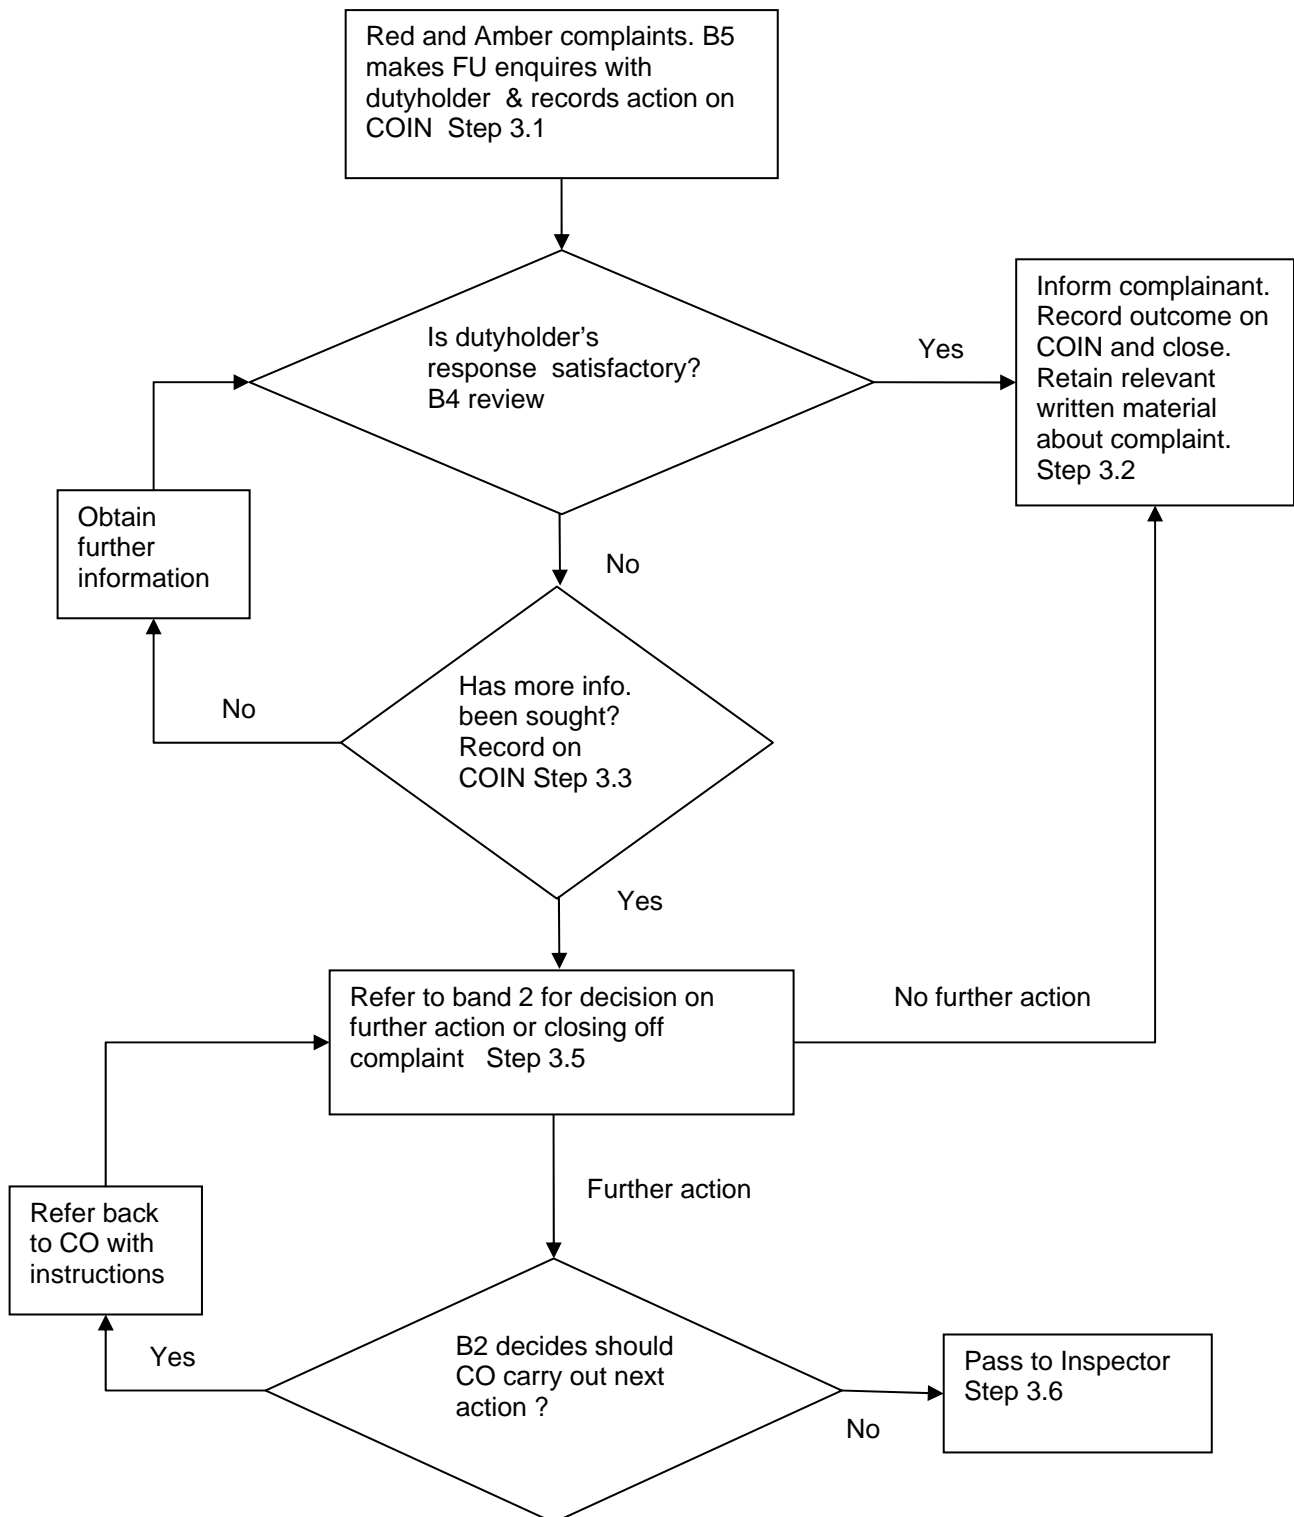 Red and Amber complaints. B5
makes FU enquires with
dutyholder & records action on
COIN Step 3.1
Is dutyholder's
response satisfactory?
B4 review
Yes
Inform complainant.
Record outcome on
COIN and close.
Retain relevant
written material
about complaint.
Step 3.2
Obtain
further
information
No
Has more info.
been sought?
Record on
COIN Step 3.3
No
Yes
Refer to band 2 for decision on
further action or closing off
complaint Step 3.5
No further action
Further action
Refer back
to CO with
instructions
Yes
B2 decides should
CO carry out next
action ?
No
Pass to Inspector
Step 3.6